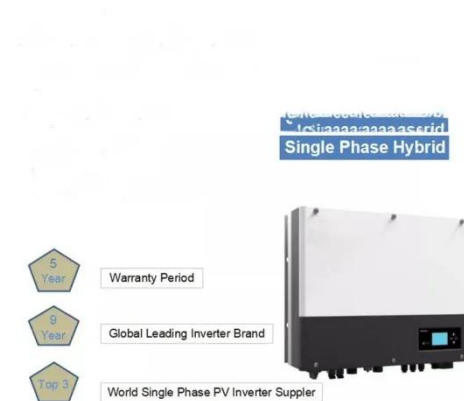 Single Phase Hybrid
5
Year
Warranty Period
9
Year
Global Leading Inverter Brand
Top 3
World Single Phase PV Inverter Suppler